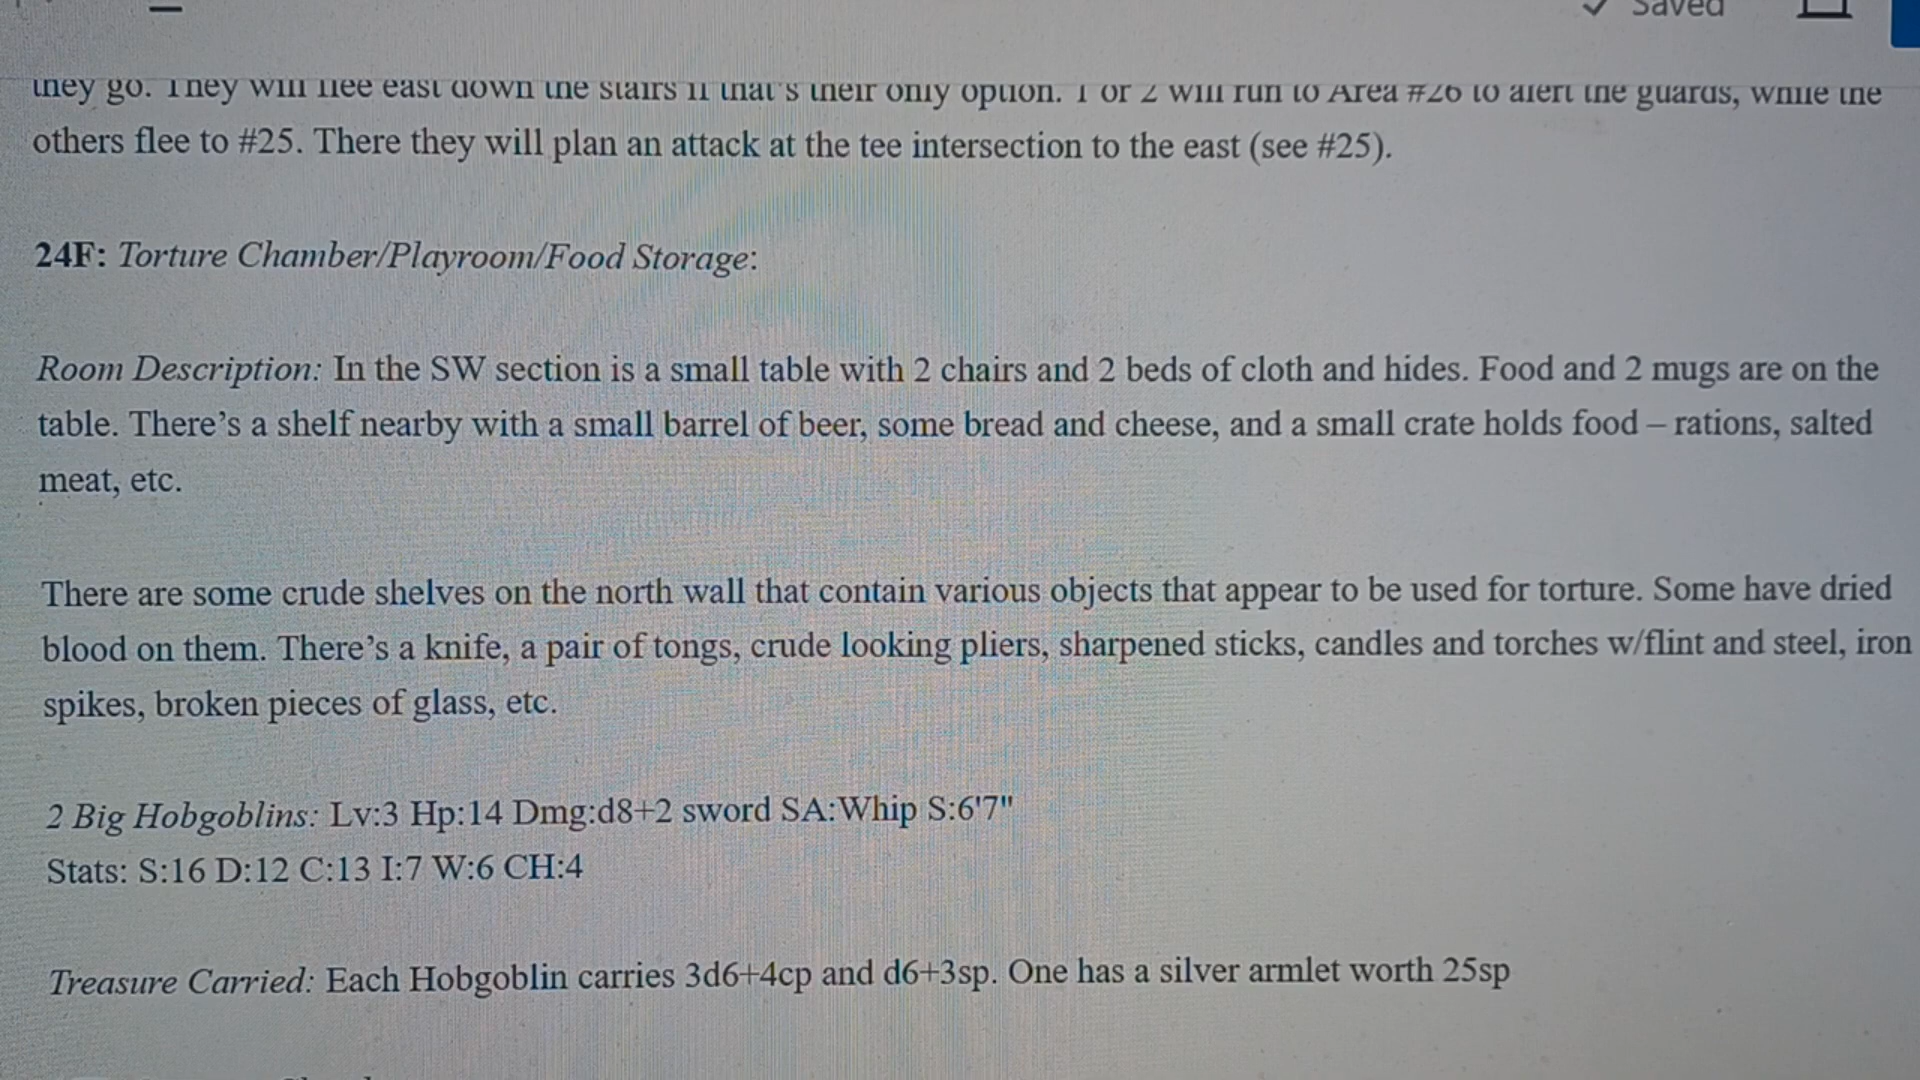 Saved
they go. They will flee east down the stairs if that's their only option. 1 or 2 will run to Area #26 to alert the guards, while the
others flee to #25. There they will plan an attack at the tee intersection to the east (see #25).
24F: Torture Chamber/Playroom/Food Storage:
Room Description: In the SW section is a small table with 2 chairs and 2 beds of cloth and hides. Food and 2 mugs are on the
table. There’s a shelf nearby with a small barrel of beer, some bread and cheese, and a small crate holds food – rations, salted
meat, etc.
There are some crude shelves on the north wall that contain various objects that appear to be used for torture. Some have dried
blood on them. There’s a knife, a pair of tongs, crude looking pliers, sharpened sticks, candles and torches w/flint and steel, iron
spikes, broken pieces of glass, etc.
2 Big Hobgoblins: Lv:3 Hp:14 Dmg:d8+2 sword SA:Whip S:6'7"
Stats: S:16 D:12 C:13 I:7 W:6 CH:4
Treasure Carried: Each Hobgoblin carries 3d6+4cp and d6+3sp. One has a silver armlet worth 25sp